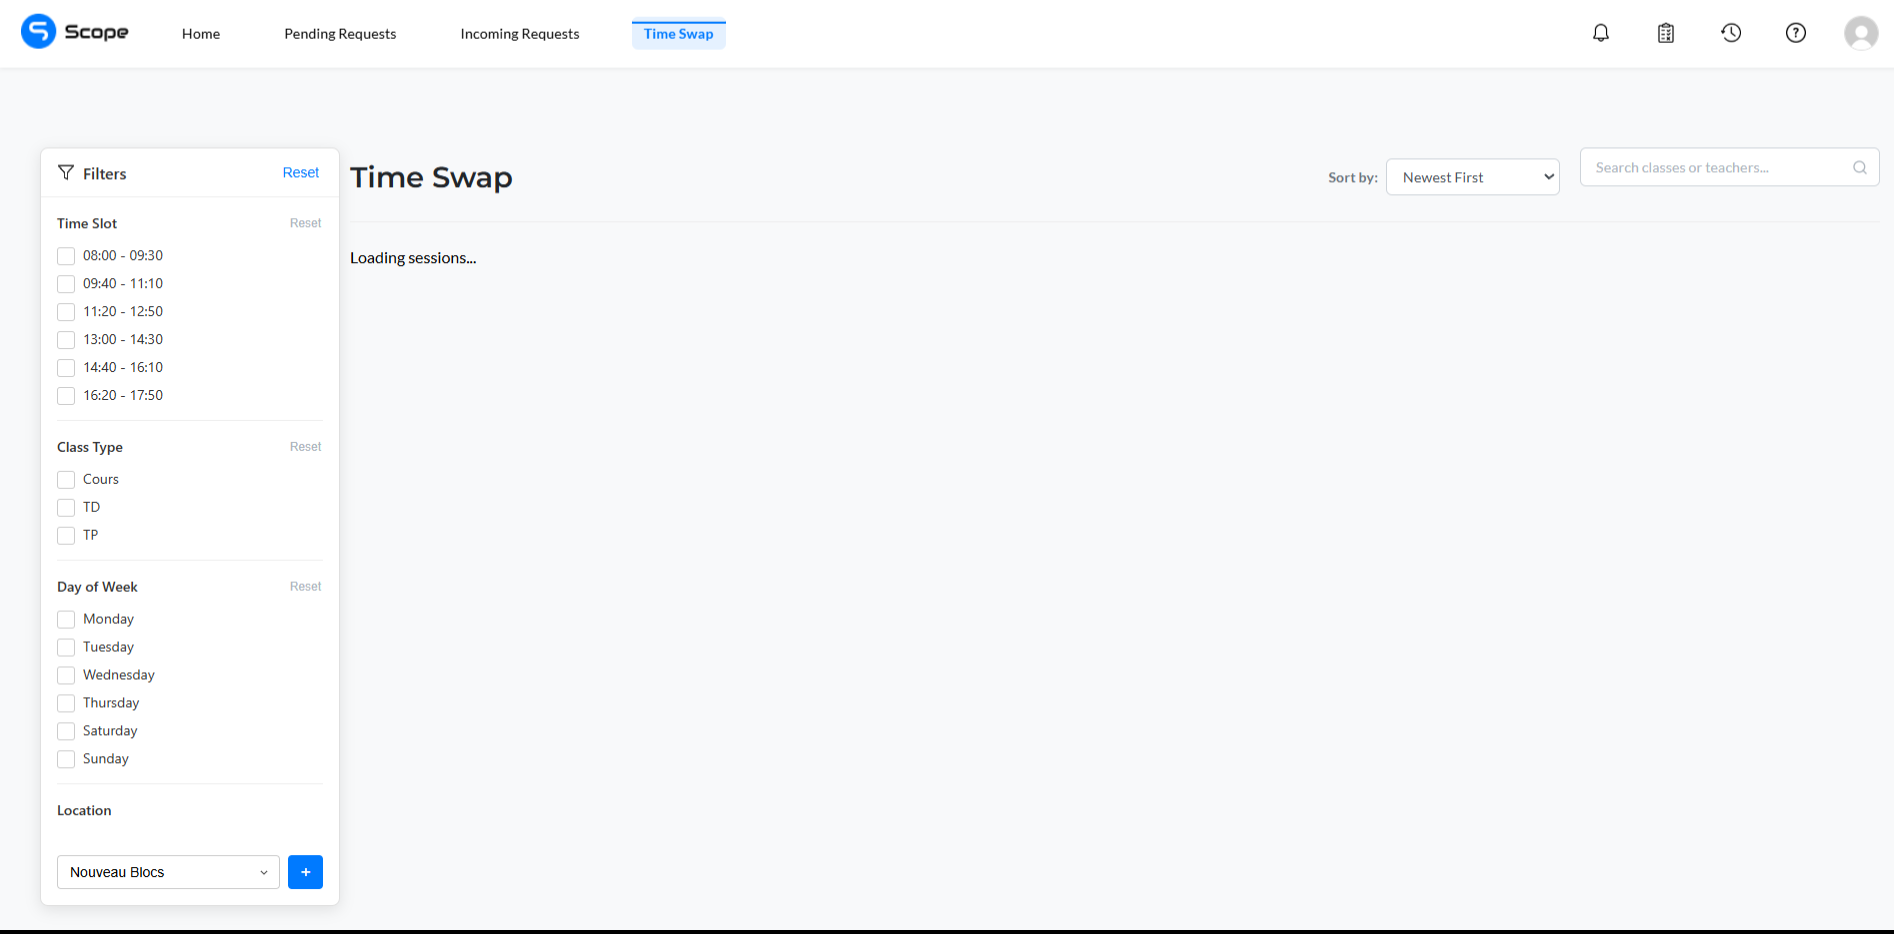 Scope
Home
Pending Requests
Incoming Requests
Time Swap
Filters
Reset
Time Slot
Reset
08:00 - 09:30
09:40 - 11:10
11:20 - 12:50
13:00 - 14:30
14:40 - 16:10
16:20 - 17:50
Class Type
Reset
Cours
TD
TP
Day of Week
Reset
Monday
Tuesday
Wednesday
Thursday
Saturday
Sunday
Location
Nouveau Blocs
+
Time Swap
Sort by:
Newest First
Search classes or teachers...
Loading sessions...